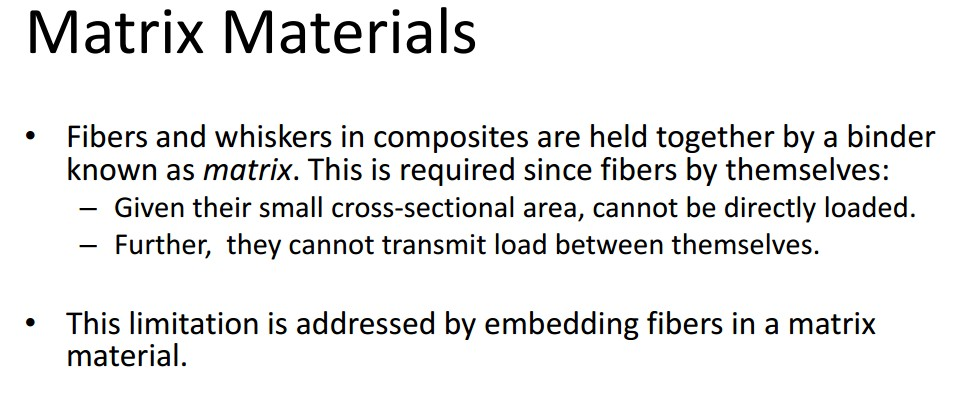 Matrix Materials
• Fibers and whiskers in composites are held together by a binder
known as matrix. This is required since fibers by themselves:
– Given their small cross-sectional area, cannot be directly loaded.
– Further,  they cannot transmit load between themselves.
• This limitation is addressed by embedding fibers in a matrix
material.